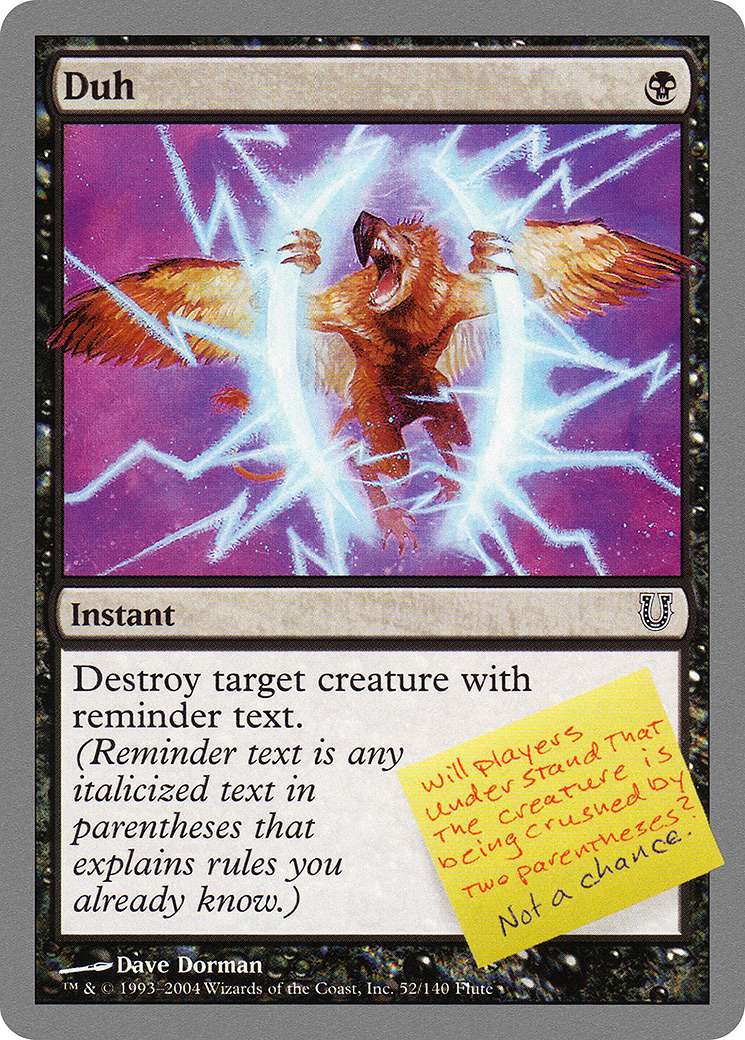 Duh
Instant
Destroy target creature with
reminder text.
(Reminder text is any
italicized text in
parentheses that
explains rules you
already know.)
will players
understand that
the creature is
being crushed by
two parentheses?
Not a chance.
Dave Dorman
™ & © 1993–2004 Wizards of the Coast, Inc. 52/140 Flute